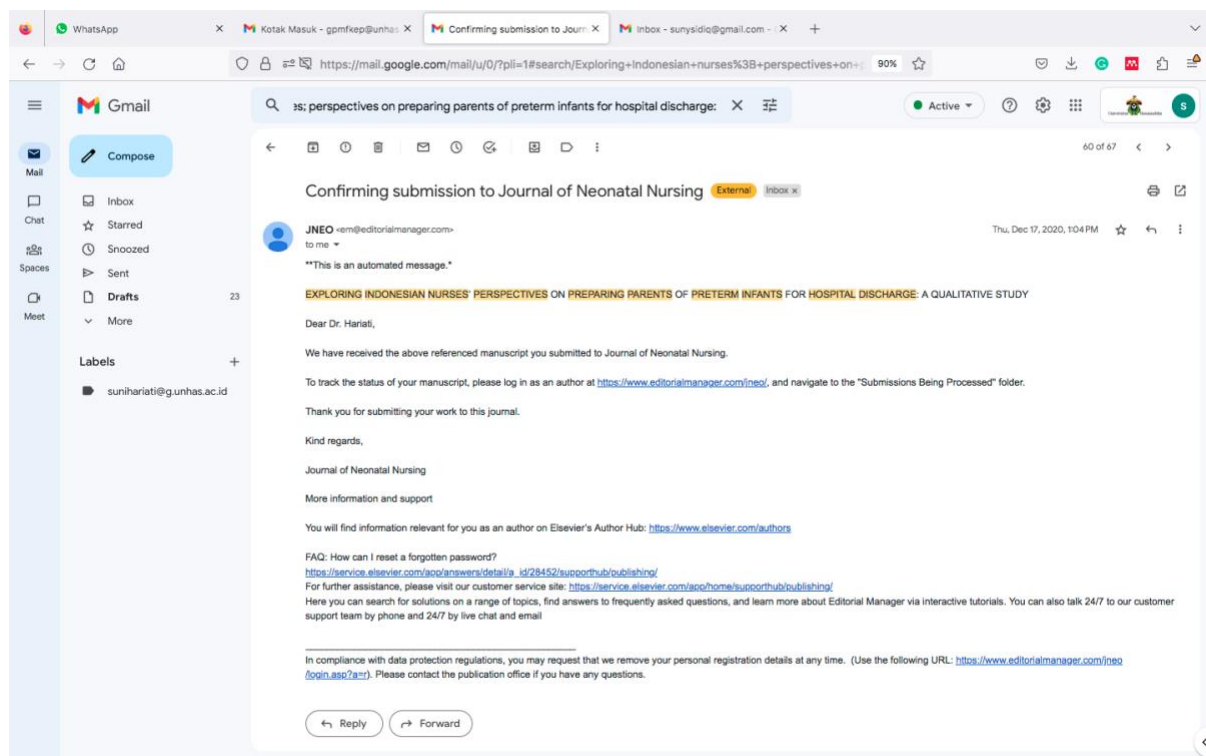 WhatsApp
Kotak Masuk - gpmfkep@unhas
Confirming submission to Journ
Inbox - sunysidiq@gmail.com -
https://mail.google.com/mail/u/0/?pli=1#search/Exploring+Indonesian+nurses%3B+perspectives+on+
90%
Gmail
es; perspectives on preparing parents of preterm infants for hospital discharge:
Active
S
Mail
Chat
Spaces
Meet
Compose
Inbox
Starred
Snoozed
Sent
Drafts 23
More
Labels
sunihariati@g.unhas.ac.id
60 of 67
Confirming submission to Journal of Neonatal Nursing External Inbox x
JNEO <em@editorialmanager.com> Thu, Dec 17, 2020, 1:04 PM
to me
**This is an automated message.*
EXPLORING INDONESIAN NURSES' PERSPECTIVES ON PREPARING PARENTS OF PRETERM INFANTS FOR HOSPITAL DISCHARGE: A QUALITATIVE STUDY
Dear Dr. Hariati,
We have received the above referenced manuscript you submitted to Journal of Neonatal Nursing.
To track the status of your manuscript, please log in as an author at https://www.editorialmanager.com/jneo/, and navigate to the "Submissions Being Processed" folder.
Thank you for submitting your work to this journal.
Kind regards,
Journal of Neonatal Nursing
More information and support
You will find information relevant for you as an author on Elsevier's Author Hub: https://www.elsevier.com/authors
FAQ: How can I reset a forgotten password?
https://service.elsevier.com/app/answers/detail/a_id/28452/supporthub/publishing/
For further assistance, please visit our customer service site: https://service.elsevier.com/app/home/supporthub/publishing/
Here you can search for solutions on a range of topics, find answers to frequently asked questions, and learn more about Editorial Manager via interactive tutorials. You can also talk 24/7 to our customer
support team by phone and 24/7 by live chat and email
In compliance with data protection regulations, you may request that we remove your personal registration details at any time. (Use the following URL: https://www.editorialmanager.com/jneo
/login.asp?a=r). Please contact the publication office if you have any questions.
Reply
Forward